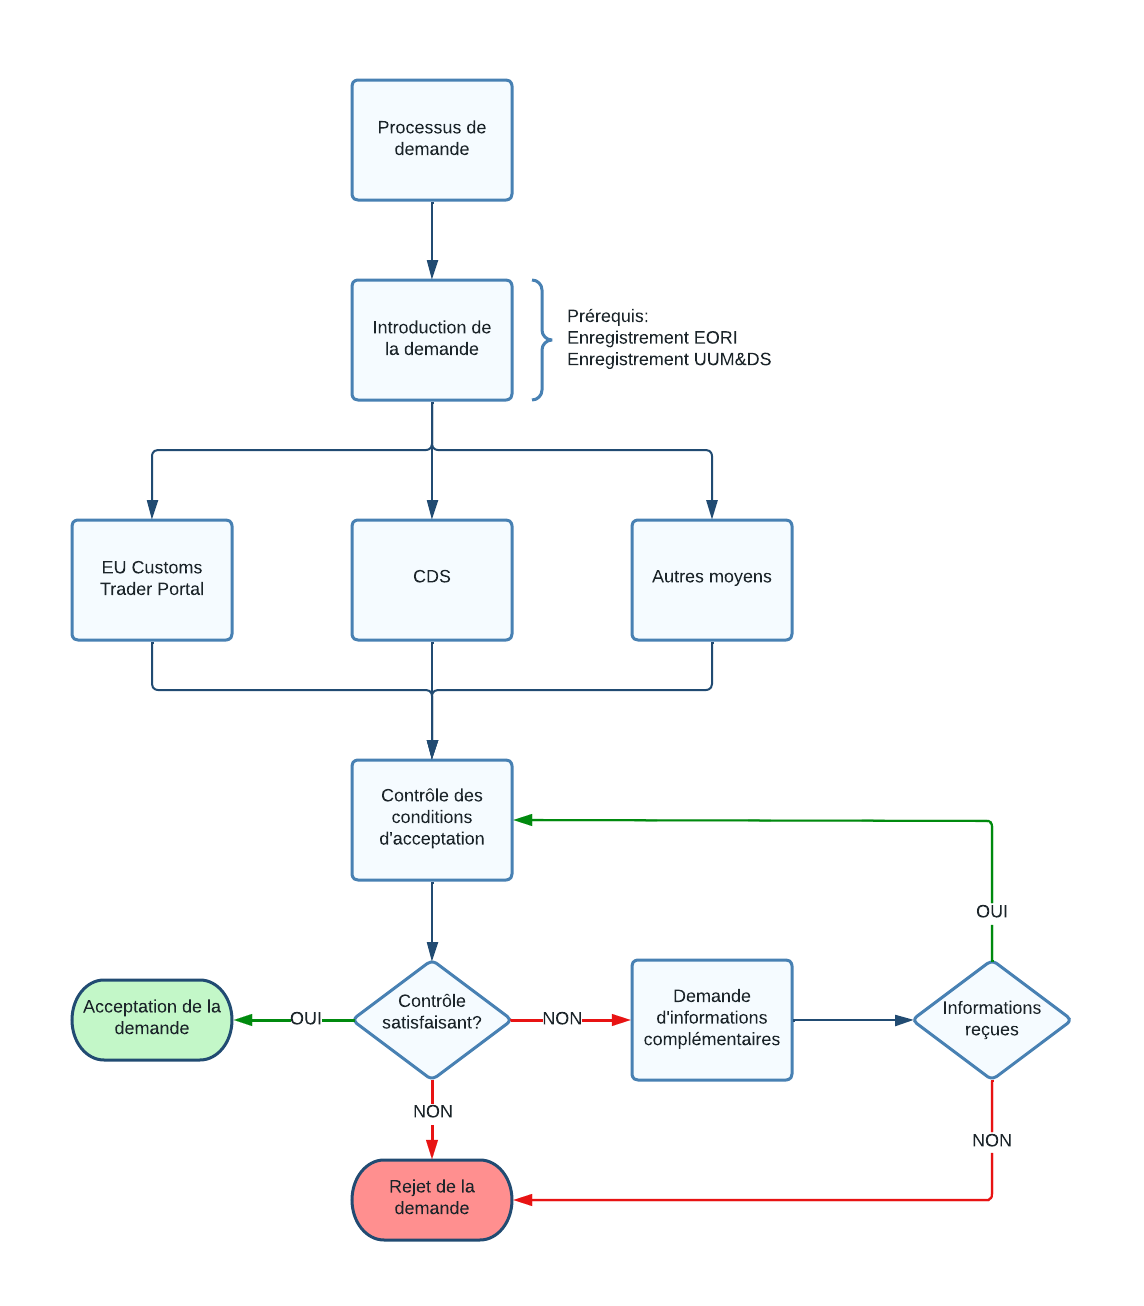 Processus de
demande
Introduction de
la demande
Prérequis:
Enregistrement EORI
Enregistrement UUM&DS
EU Customs
Trader Portal
CDS
Autres moyens
Contrôle des
conditions
d'acceptation
OUI
Acceptation de la
demande
OUI
Contrôle
satisfaisant?
NON
Demande
d'informations
complémentaires
Informations
reçues
NON
NON
Rejet de la
demande